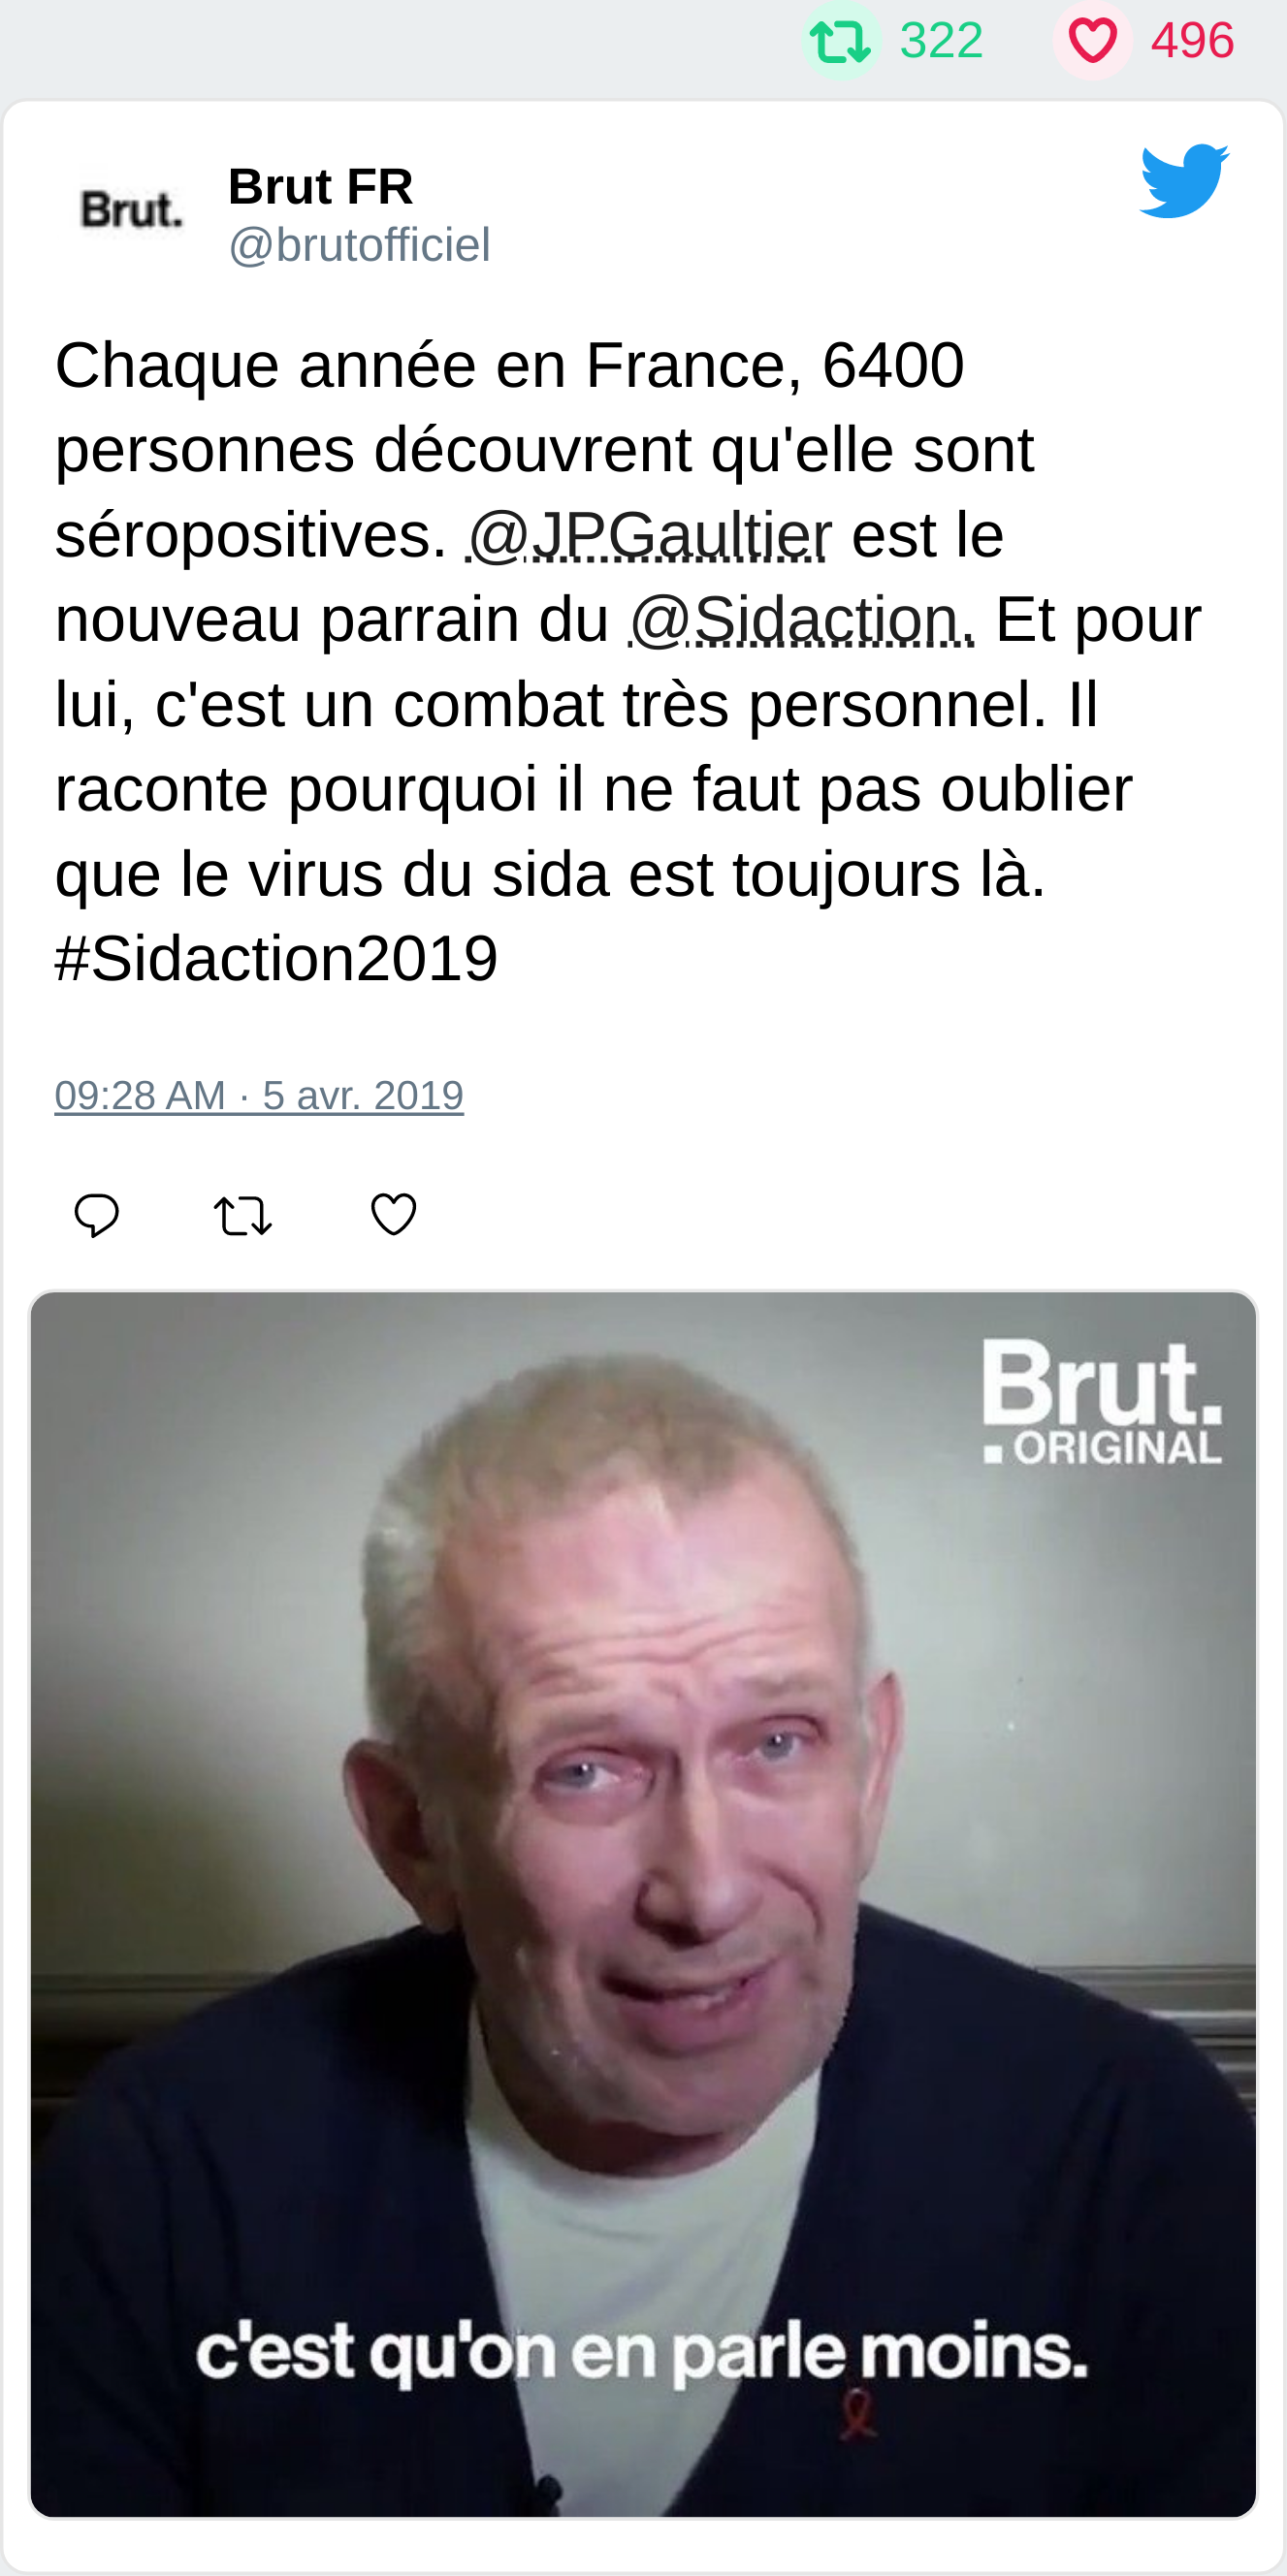 322 496
Brut.
Brut FR
@brutofficiel
Chaque année en France, 6400
personnes découvrent qu'elle sont
séropositives. @JPGaultier est le
nouveau parrain du @Sidaction. Et pour
lui, c'est un combat très personnel. Il
raconte pourquoi il ne faut pas oublier
que le virus du sida est toujours là.
#Sidaction2019
09:28 AM · 5 avr. 2019
Brut.
ORIGINAL
c'est qu'on en parle moins.